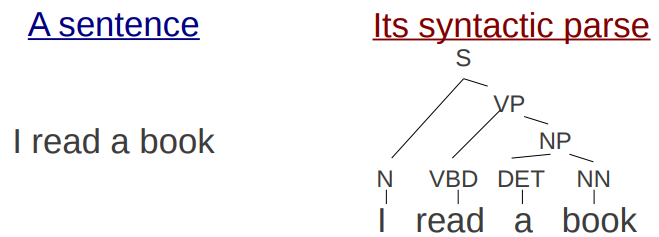 A sentence
Its syntactic parse
S
VP
I read a book
NP
N VBD DET NN
I read a book